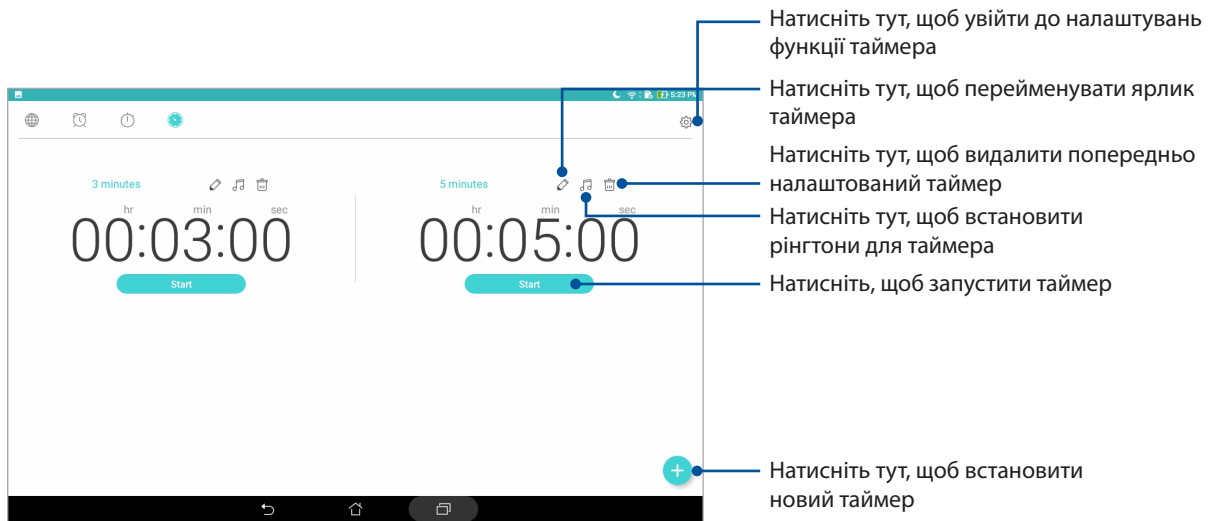 Натисніть тут, щоб увійти до налаштувань
функції таймера
5:23 PM
Натисніть тут, щоб перейменувати ярлик
таймера
Натисніть тут, щоб видалити попередньо
налаштований таймер
3 minutes
5 minutes
hr min sec
hr min sec
00:03:00
00:05:00
Натисніть тут, щоб встановити
рінгтони для таймера
Start
Start
Натисніть, щоб запустити таймер
Натисніть тут, щоб встановити
новий таймер